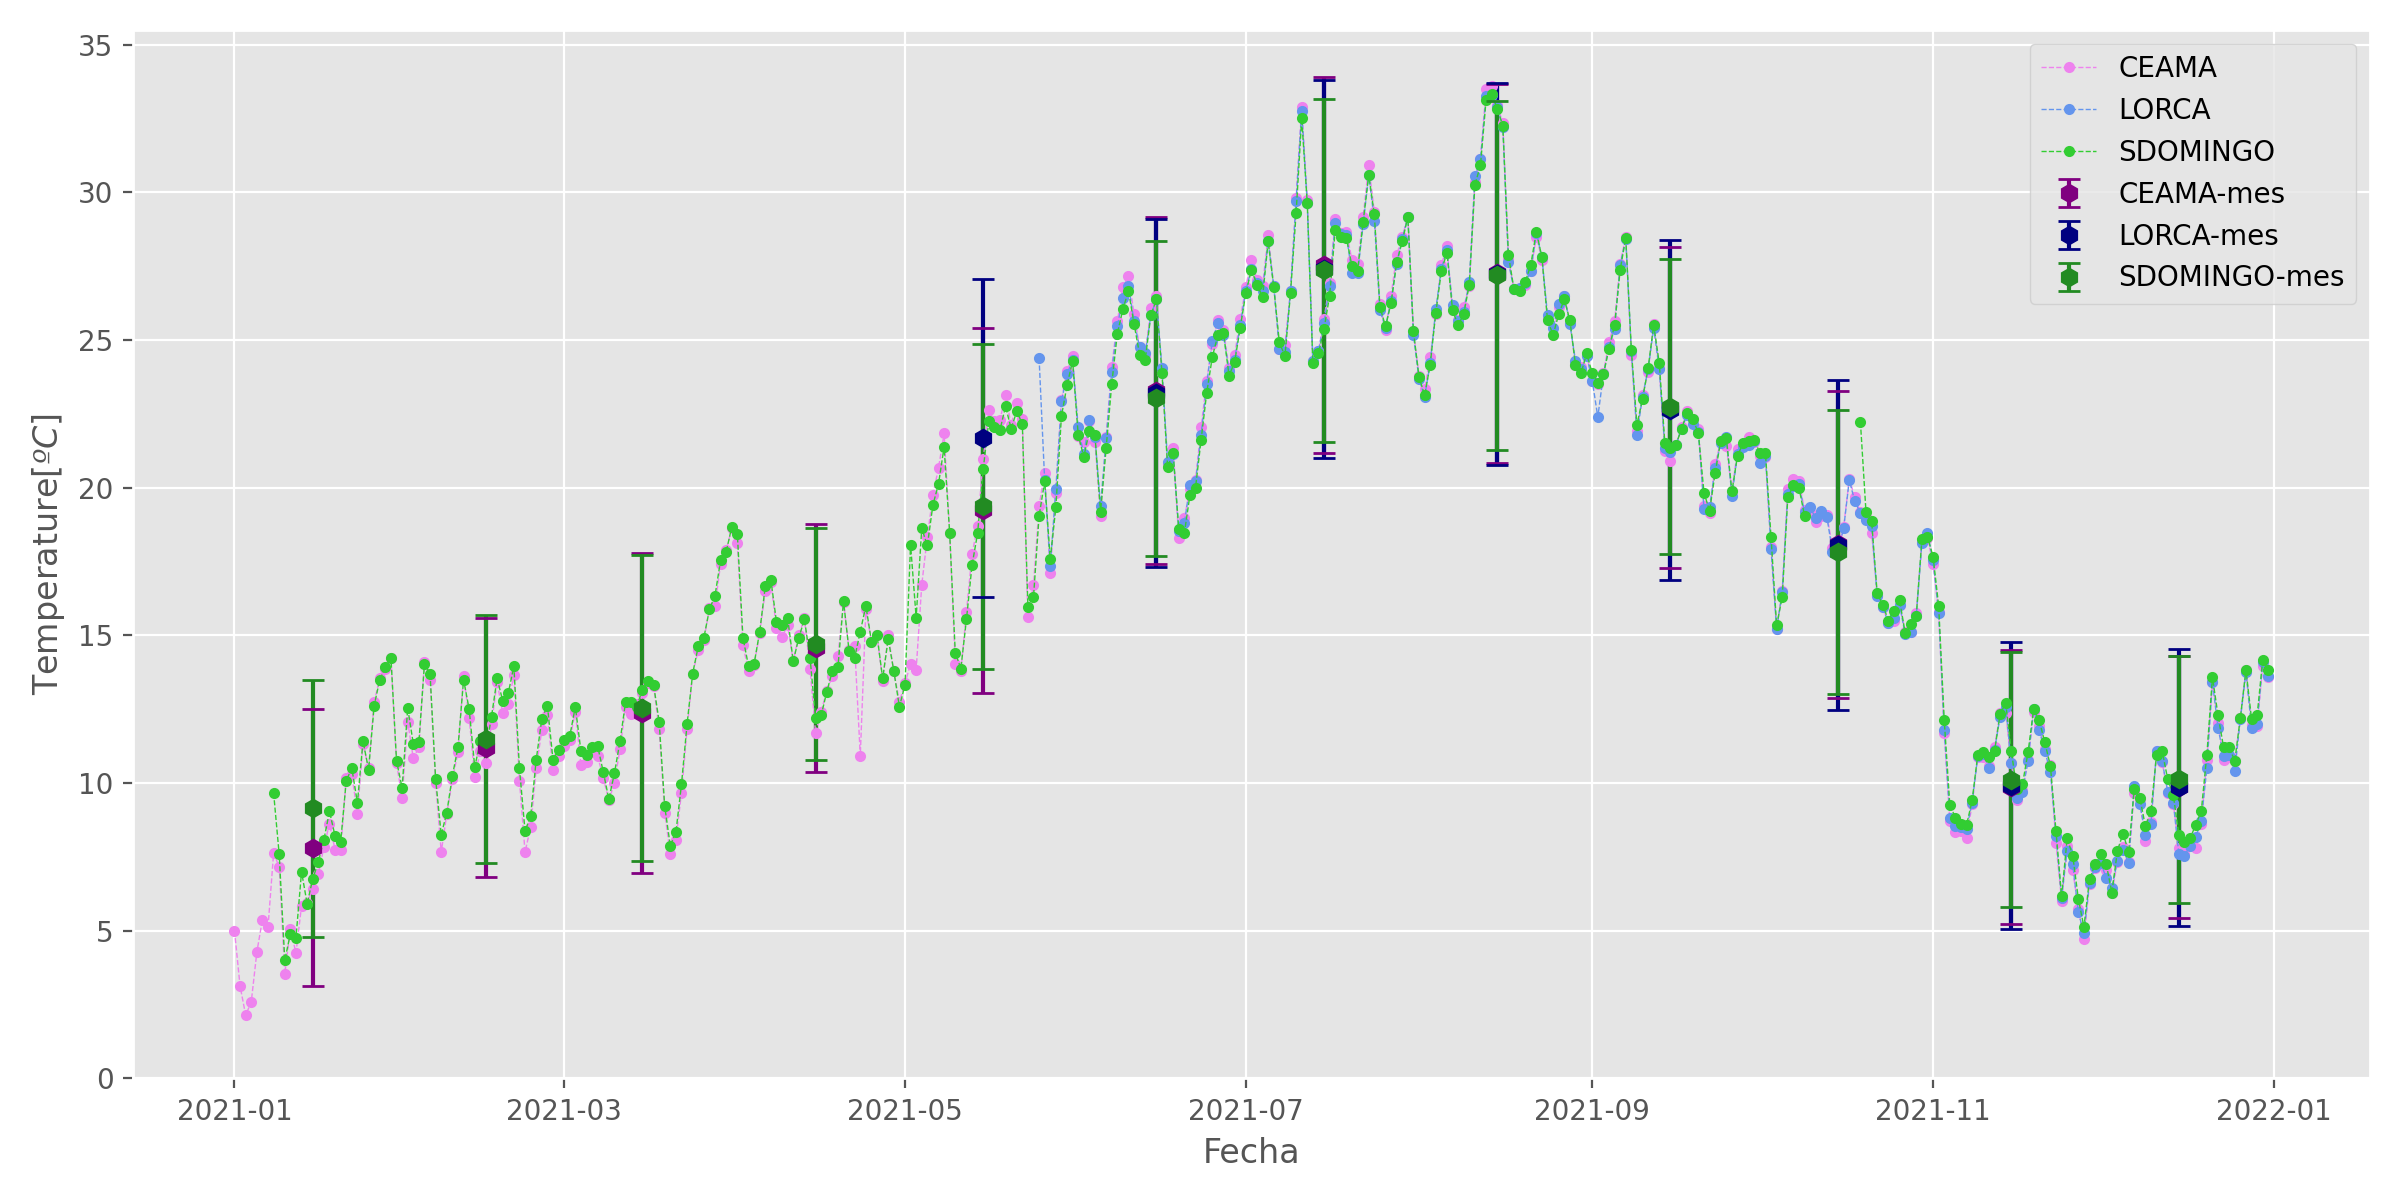 35
30
25
20
15
10
5
0
Temperature[ºC]
2021-01 2021-03 2021-05 2021-07 2021-09 2021-11 2022-01
Fecha
CEAMA
LORCA
SDOMINGO
CEAMA-mes
LORCA-mes
SDOMINGO-mes